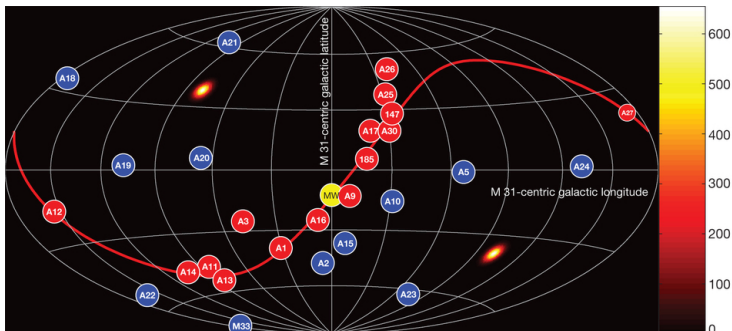 A21
A18
A26
A25
147
A27
A17
A30
185
A20
A19
A24
A5
M 31-centric galactic latitude
M 31-centric galactic longitude
MW
A9
A10
A12
A16
A3
A15
A1
A2
A11
A14
A13
A22
A23
M33
600
500
400
300
200
100
0